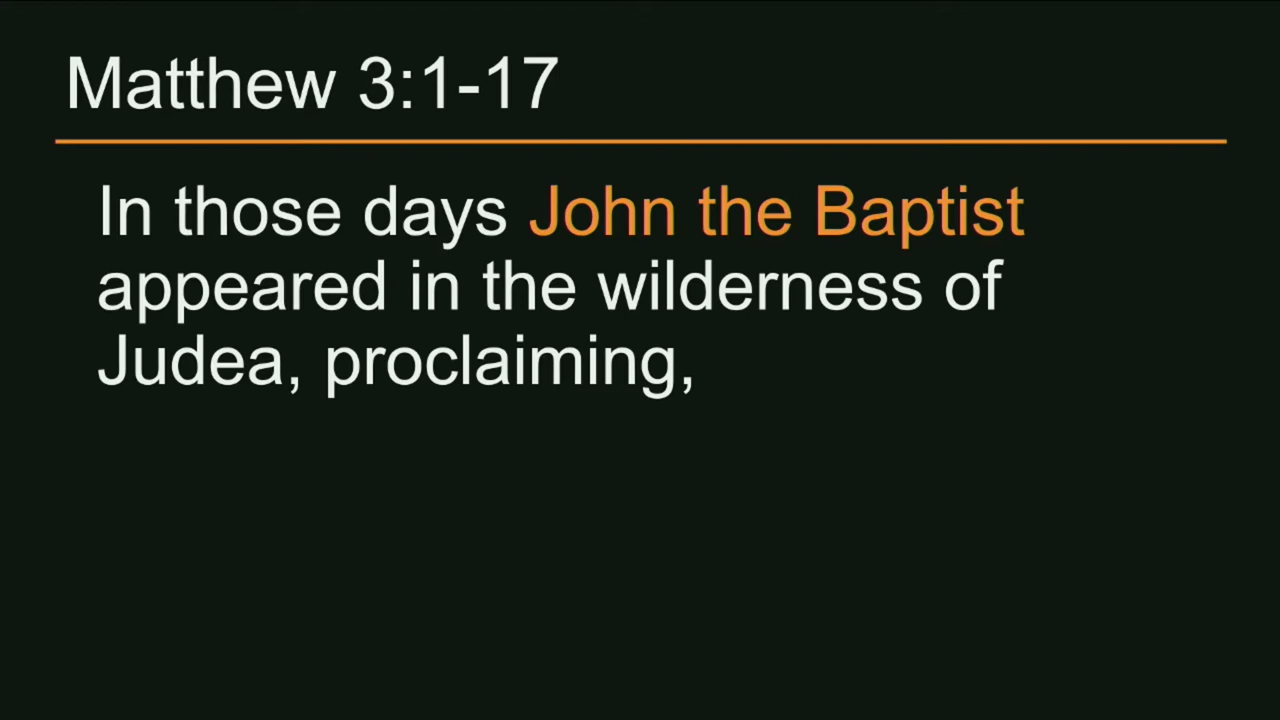 Matthew 3:1-17
In those days John the Baptist
appeared in the wilderness of
Judea, proclaiming,